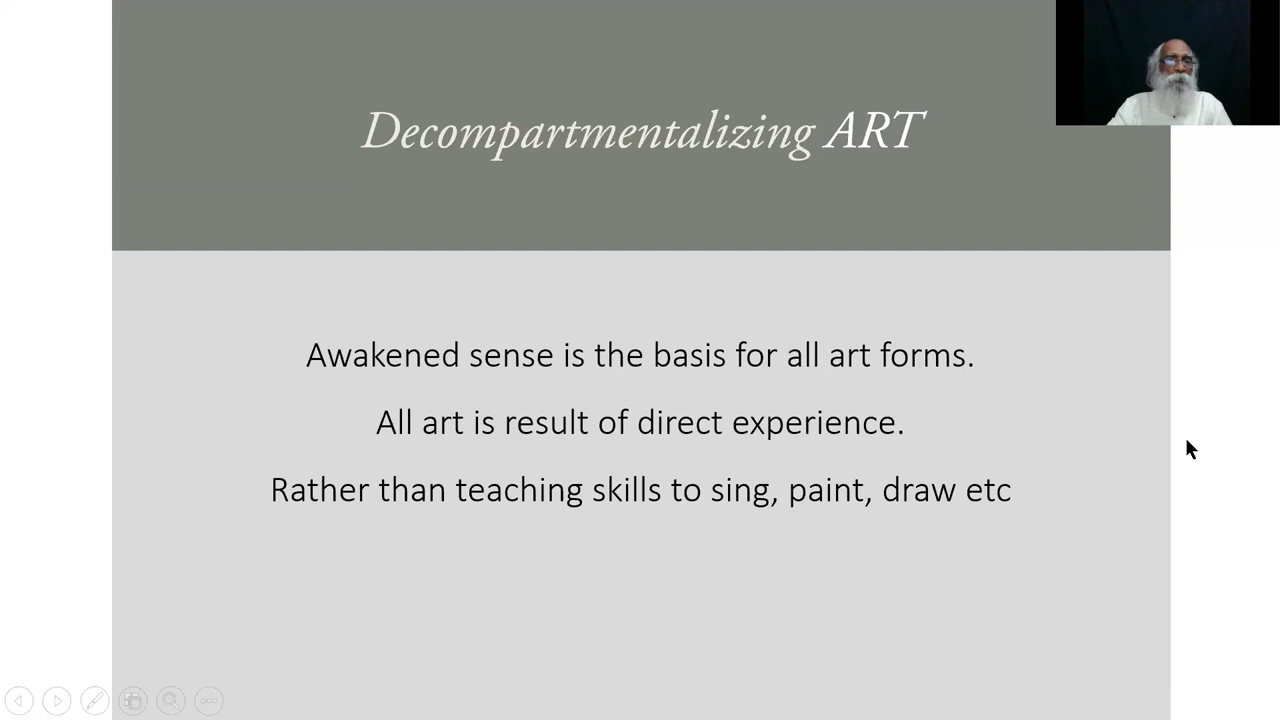 Decompartmentalizing ART
Awakened sense is the basis for all art forms.
All art is result of direct experience.
Rather than teaching skills to sing, paint, draw etc